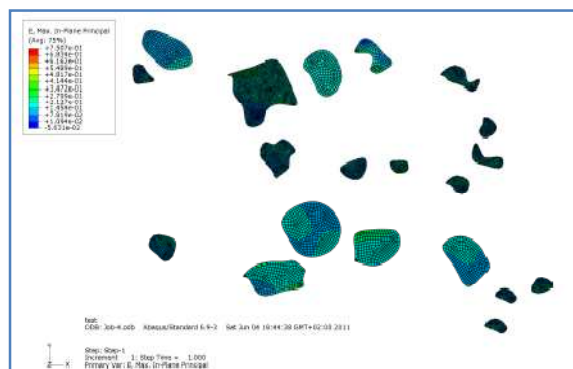 E, Max. In-Plane Principal
(Avg: 75%)
+7.507e-01
+6.834e-01
+6.162e-01
+5.489e-01
+4.817e-01
+4.144e-01
+3.472e-01
+2.799e-01
+2.127e-01
+1.454e-01
+7.819e-02
+1.094e-02
-5.631e-02
test
ODB: Job-4.odb Abaqus/Standard 6.9-3 Sat Jun 04 16:44:38 GMT+02:00 2011
Y
Z X
Step: Step-1
Increment 1: Step Time = 1.000
Primary Var: E, Max. In-Plane Principal